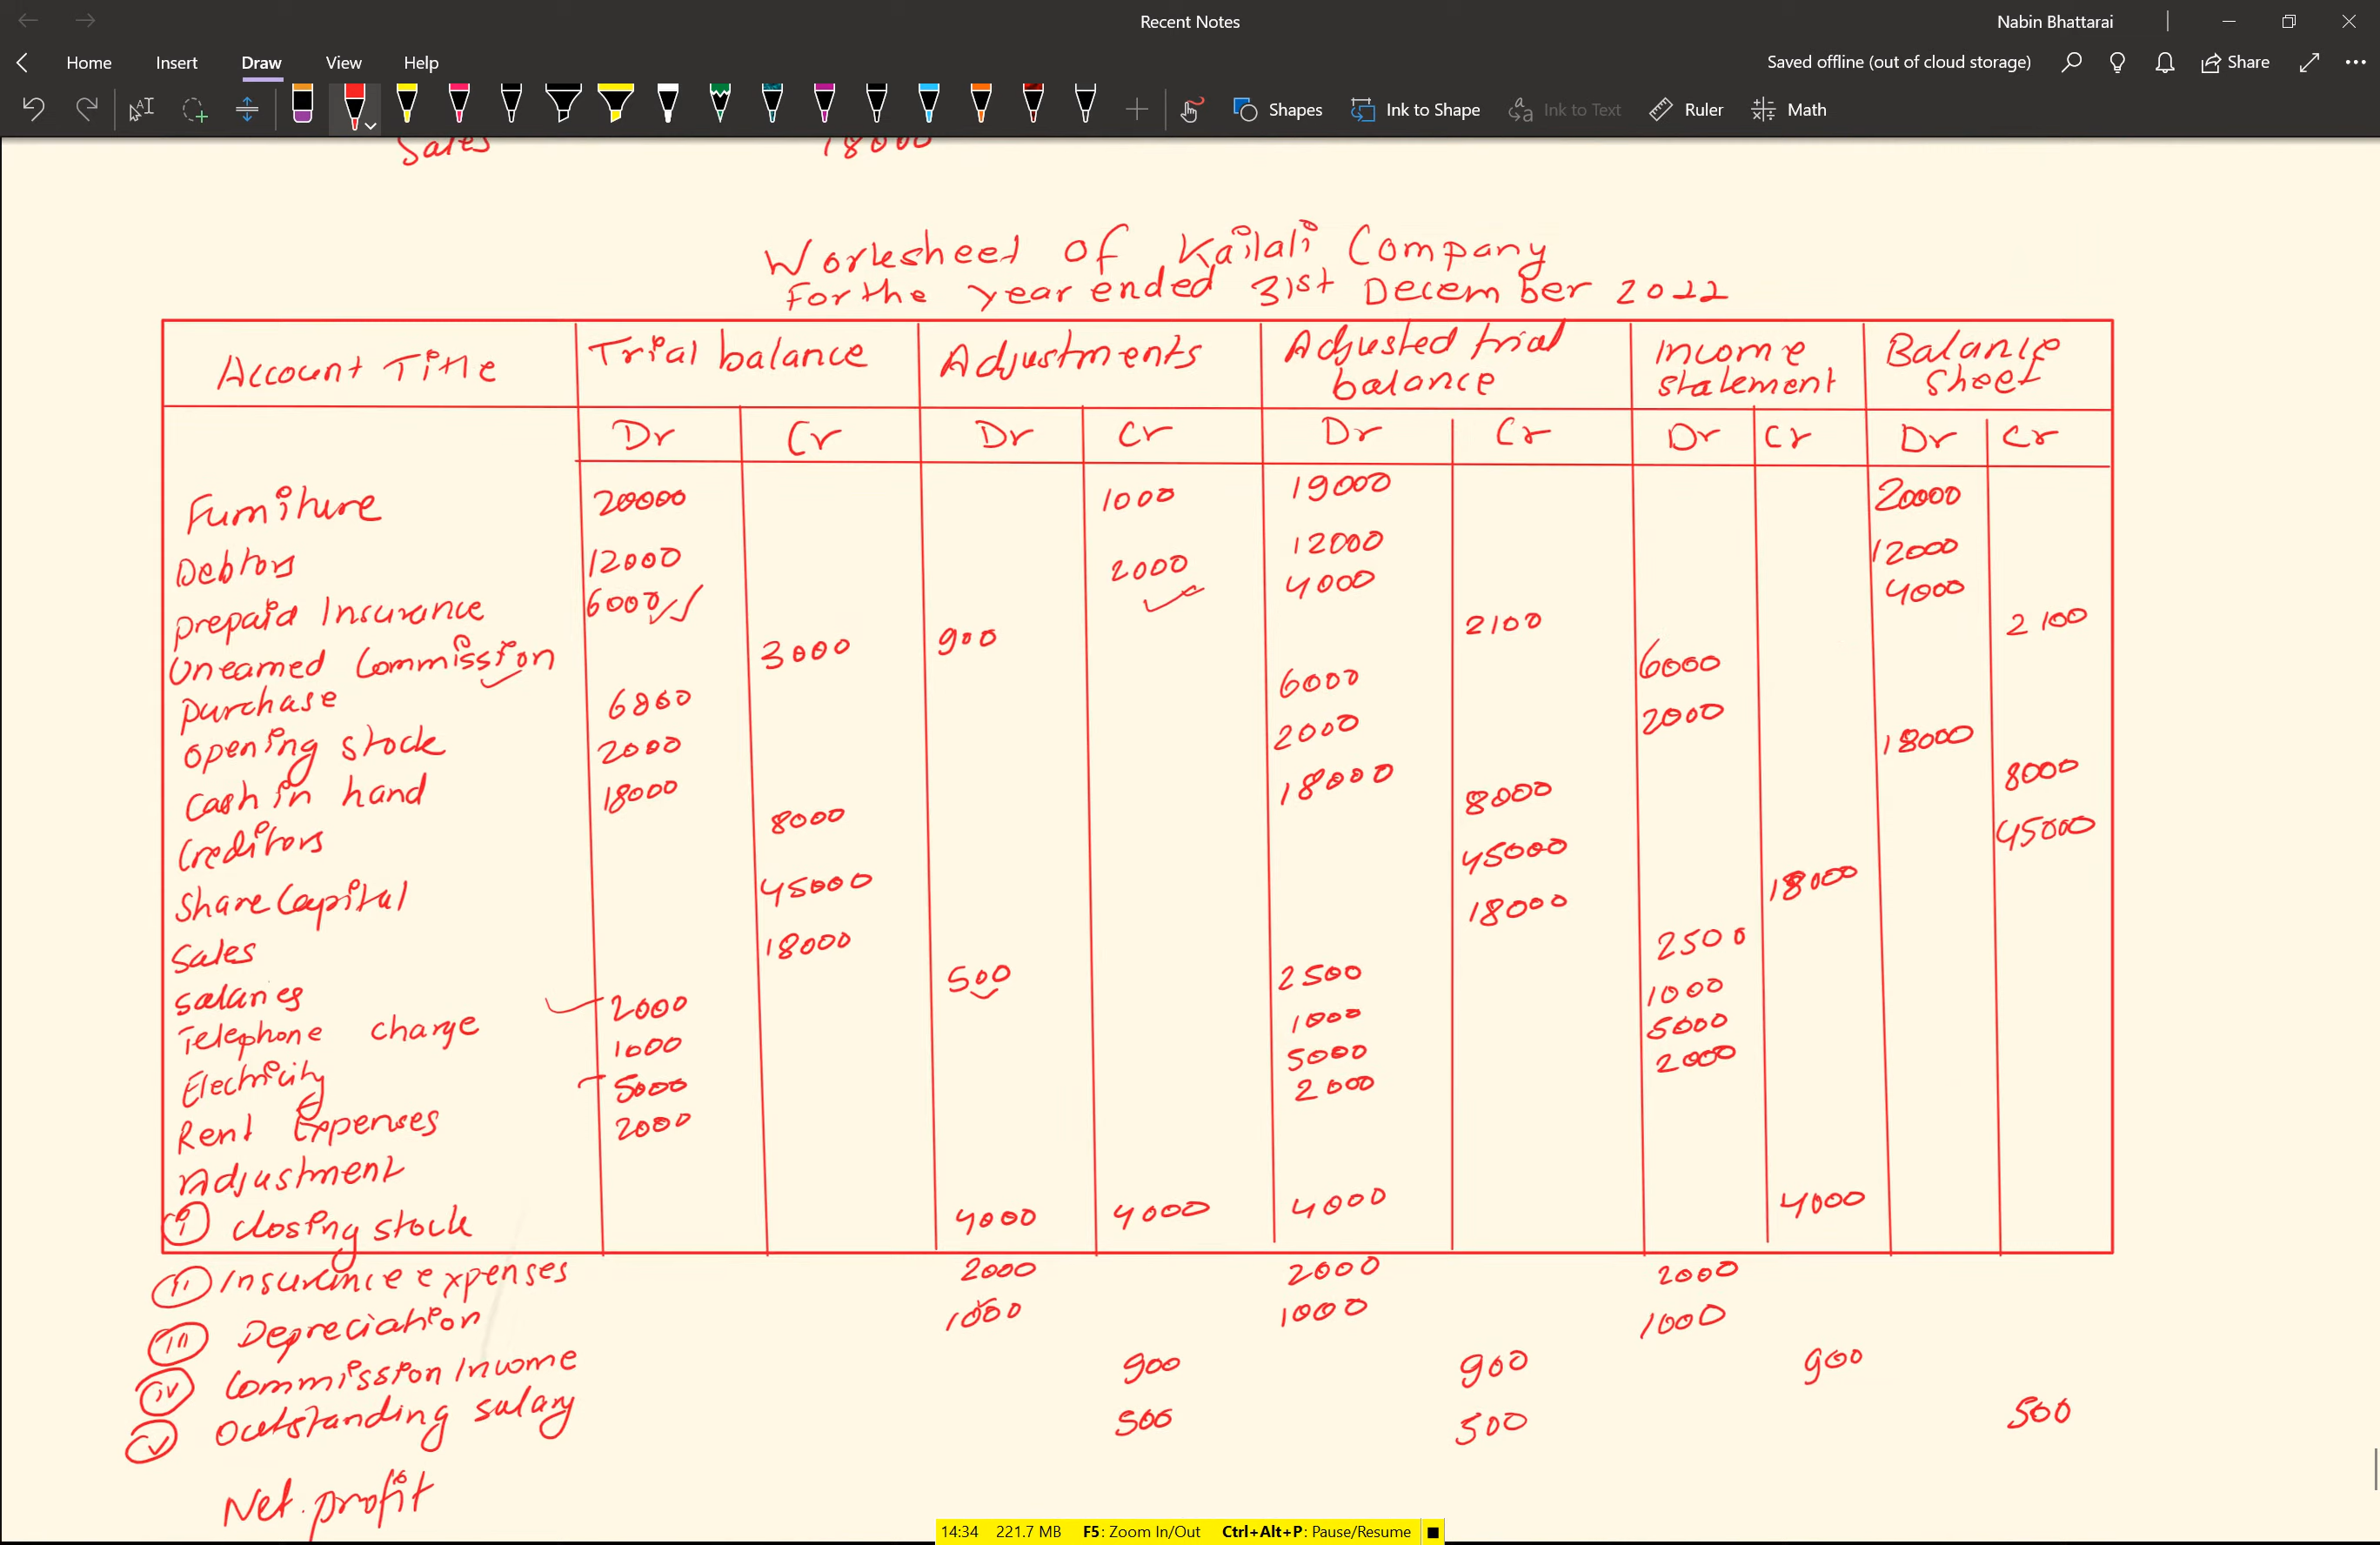 Recent Notes
Nabin Bhattarai
Home Insert Draw View Help
Saved offline (out of cloud storage) Share
Shapes Ink to Shape Ink to Text Ruler Math
Sales 18000
Worksheet of Kailali Company
For the year ended 31st December 2022
Account Title Trial balance Adjustments Adjusted trial balance Income statement Balance sheet
Dr Cr Dr Cr Dr Cr Dr Cr Dr Cr
Furniture 20000 1000 19000 20000
Debtors 12000 12000 12000
prepaid Insurance 6000 2000 4000 4000
Unearned Commission 3000 900 2100 2100
purchase 6000 6000 6000
opening stock 2000 2000 2000
Cash in hand 18000 18000 18000
Creditors 8000 8000 8000
Share Capital 45000 45000 45000
Sales 18000 18000 18000
salaries 2000 500 2500 2500
Telephone charge 1000 1000 1000
Electricity 5000 5000 5000
Rent Expenses 2000 2000 2000
Adjustment
(i) closing stock 4000 4000 4000 4000
(ii) Insurance expenses 2000 2000 2000
(iii) Depreciation 1000 1000 1000
(iv) Commission Income 900 900 900
(v) Outstanding salary 500 500 500
Net. profit
14:34 221.7 MB F5: Zoom In/Out Ctrl+Alt+P: Pause/Resume